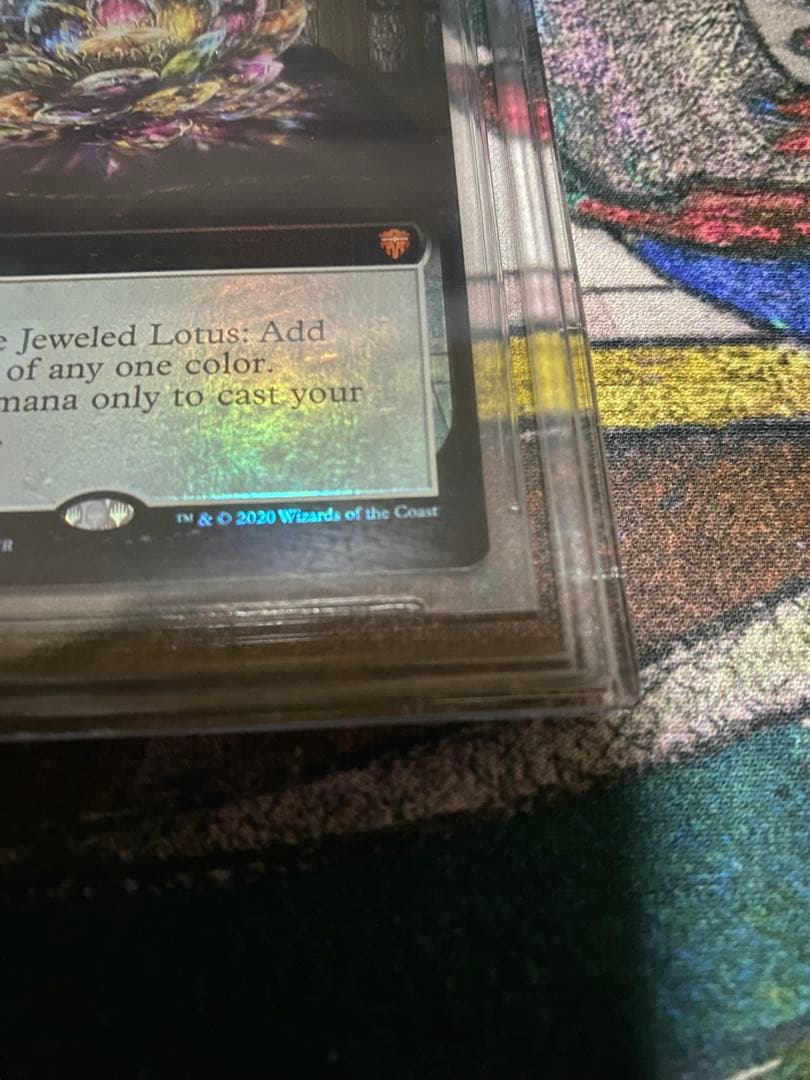 e Jeweled Lotus: Add
of any one color.
mana only to cast your
.
™ & © 2020 Wizards of the Coast
R